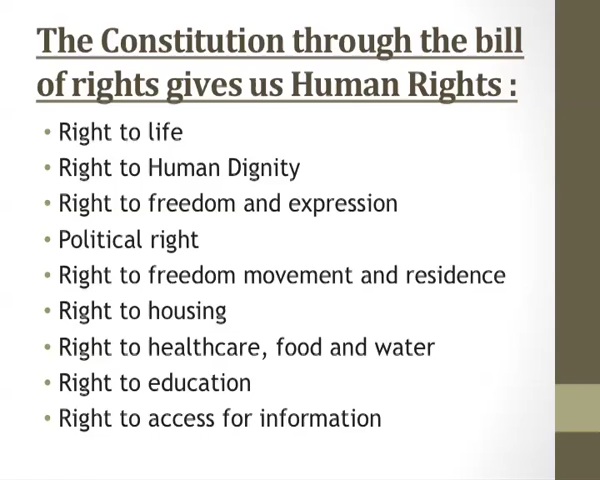 The Constitution through the bill
of rights gives us Human Rights :
• Right to life
• Right to Human Dignity
• Right to freedom and expression
• Political right
• Right to freedom movement and residence
• Right to housing
• Right to healthcare, food and water
• Right to education
• Right to access for information